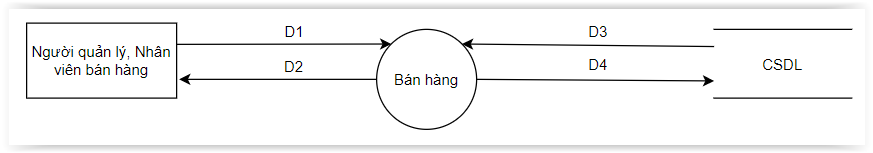 D1
D3
Người quản lý, Nhân
viên bán hàng
D2
Bán hàng
D4
CSDL